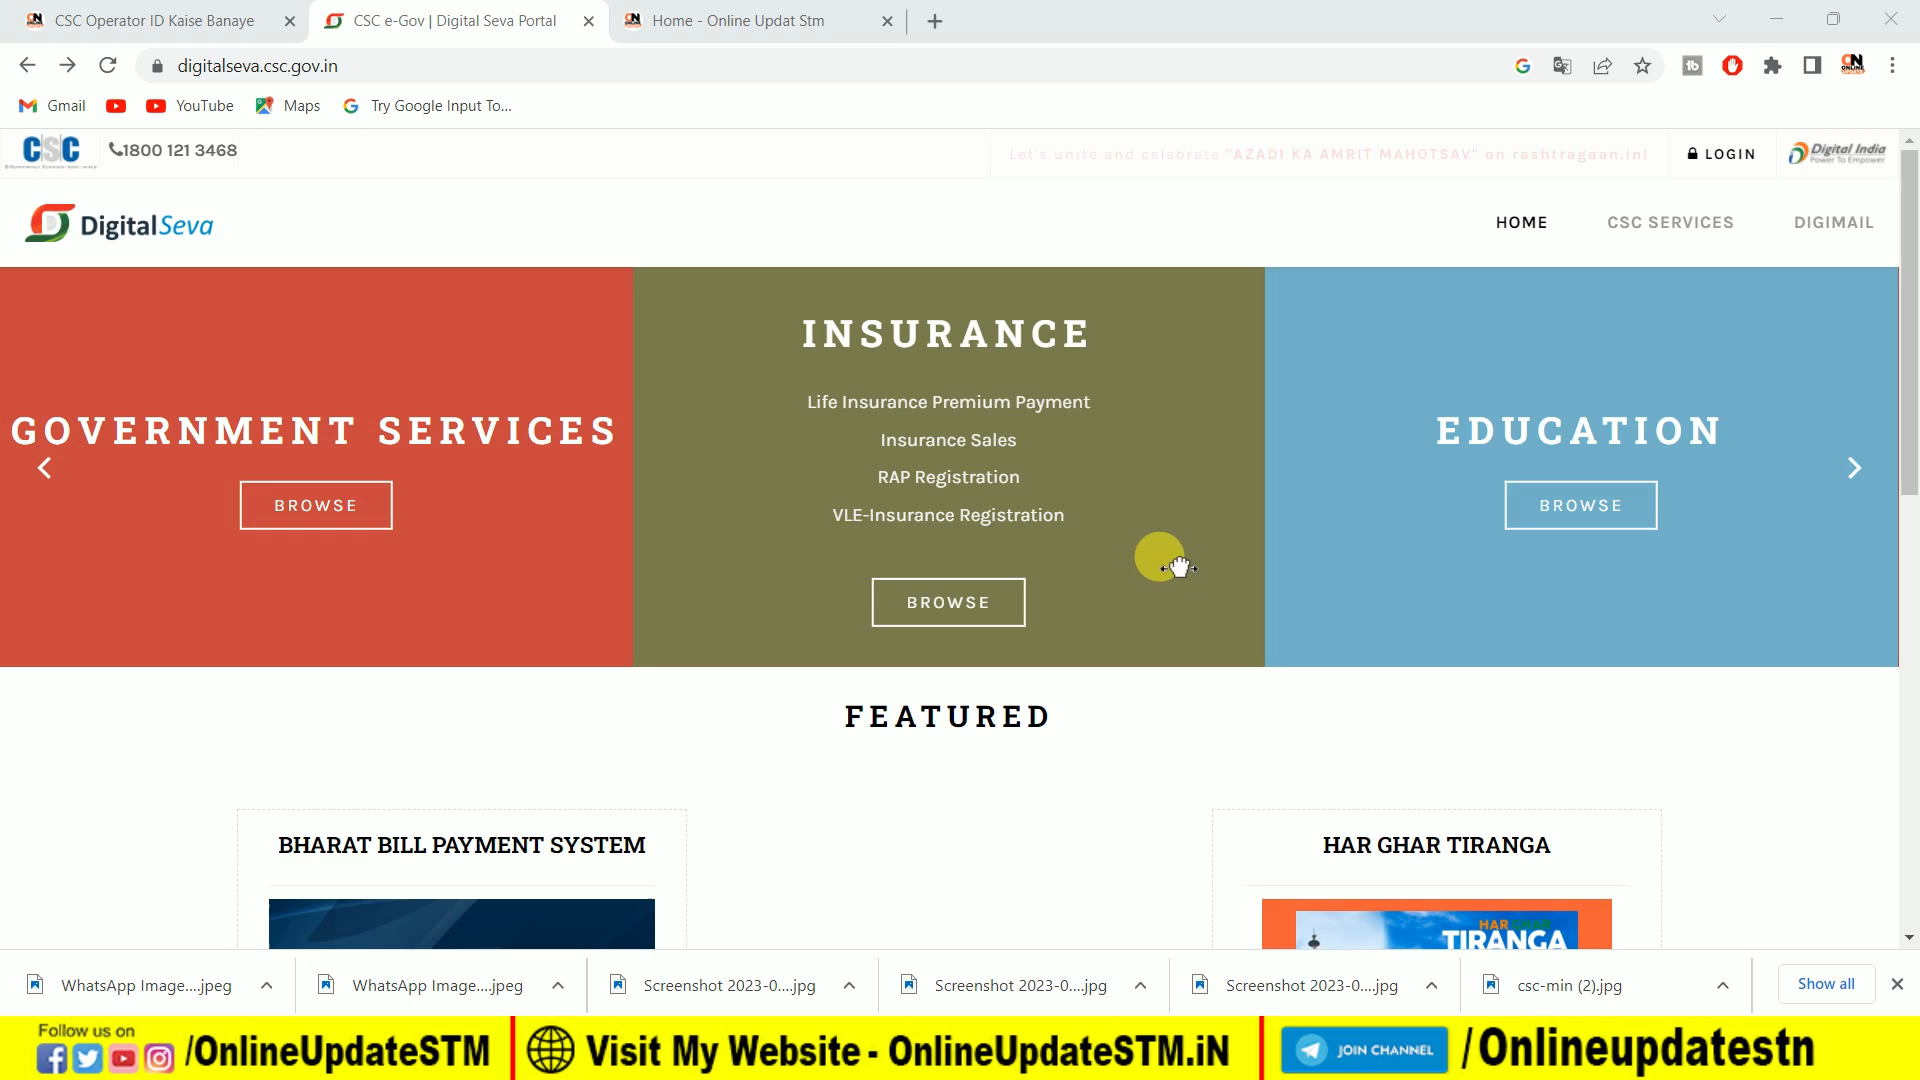 CSC Operator ID Kaise Banaye
CSC e-Gov | Digital Seva Portal
Home - Online Updat Stm
digitalseva.csc.gov.in
Gmail
YouTube
Maps
Try Google Input To...
CSC
1800 121 3468
Let's unite and celebrate "AZADI KA AMRIT MAHOTSAV" on rashtragaan.in!
LOGIN
Digital India
Power To Empower
DigitalSeva
HOME
CSC SERVICES
DIGIMAIL
GOVERNMENT SERVICES
BROWSE
INSURANCE
Life Insurance Premium Payment
Insurance Sales
RAP Registration
VLE-Insurance Registration
BROWSE
EDUCATION
BROWSE
FEATURED
BHARAT BILL PAYMENT SYSTEM
HAR GHAR TIRANGA
HAR
TIRANGA
WhatsApp Image....jpeg
WhatsApp Image....jpeg
Screenshot 2023-0....jpg
Screenshot 2023-0....jpg
Screenshot 2023-0....jpg
csc-min (2).jpg
Show all
Follow us on
/OnlineUpdateSTM
Visit My Website - OnlineUpdateSTM.iN
JOIN CHANNEL
/Onlineupdatestn